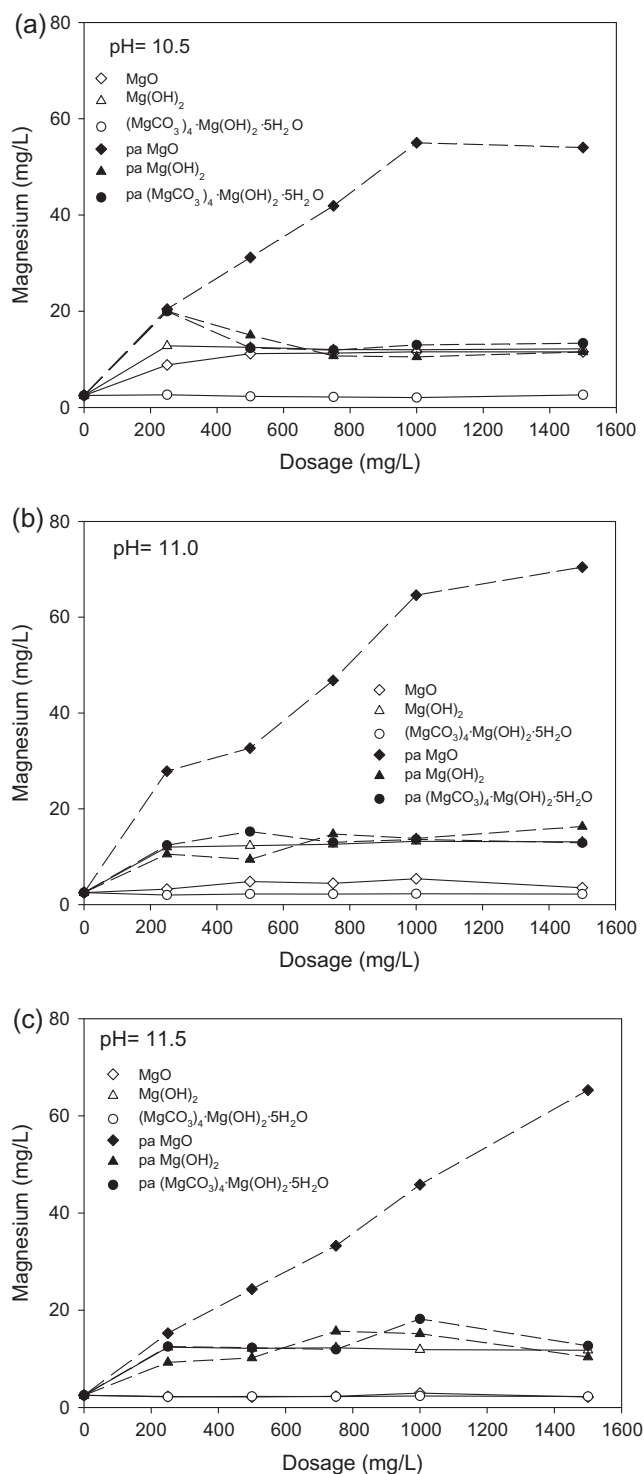 (a)
80
60
40
20
0
Magnesium (mg/L)
pH= 10.5
MgO
Mg(OH)₂
(MgCO₃)₄·Mg(OH)₂·5H₂O
pa MgO
pa Mg(OH)₂
pa (MgCO₃)₄·Mg(OH)₂·5H₂O
0 200 400 600 800 1000 1200 1400 1600
Dosage (mg/L)
(b)
80
60
40
20
0
Magnesium (mg/L)
pH= 11.0
MgO
Mg(OH)₂
(MgCO₃)₄·Mg(OH)₂·5H₂O
pa MgO
pa Mg(OH)₂
pa (MgCO₃)₄·Mg(OH)₂·5H₂O
0 200 400 600 800 1000 1200 1400 1600
Dosage (mg/L)
(c)
80
60
40
20
0
Magnesium (mg/L)
pH= 11.5
MgO
Mg(OH)₂
(MgCO₃)₄·Mg(OH)₂·5H₂O
pa MgO
pa Mg(OH)₂
pa (MgCO₃)₄·Mg(OH)₂·5H₂O
0 200 400 600 800 1000 1200 1400 1600
Dosage (mg/L)